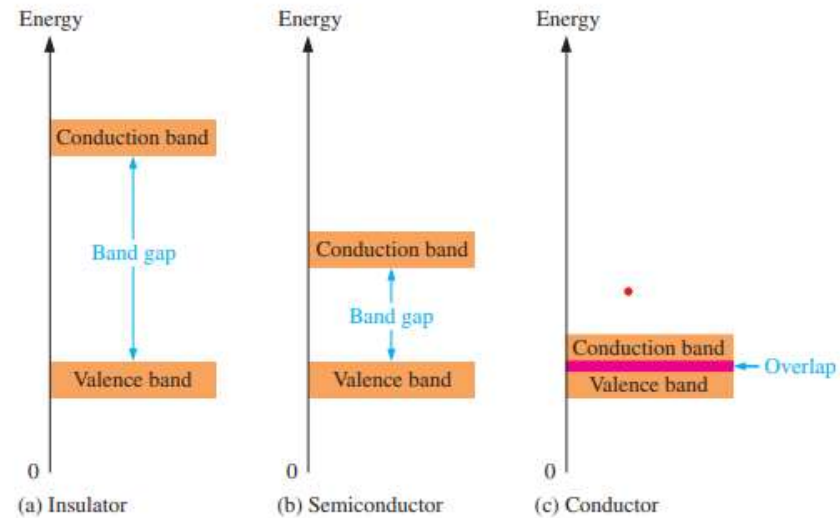 Energy
Conduction band
Band gap
Valence band
0
(a) Insulator
Energy
Conduction band
Band gap
Valence band
0
(b) Semiconductor
Energy
Conduction band
Overlap
Valence band
0
(c) Conductor